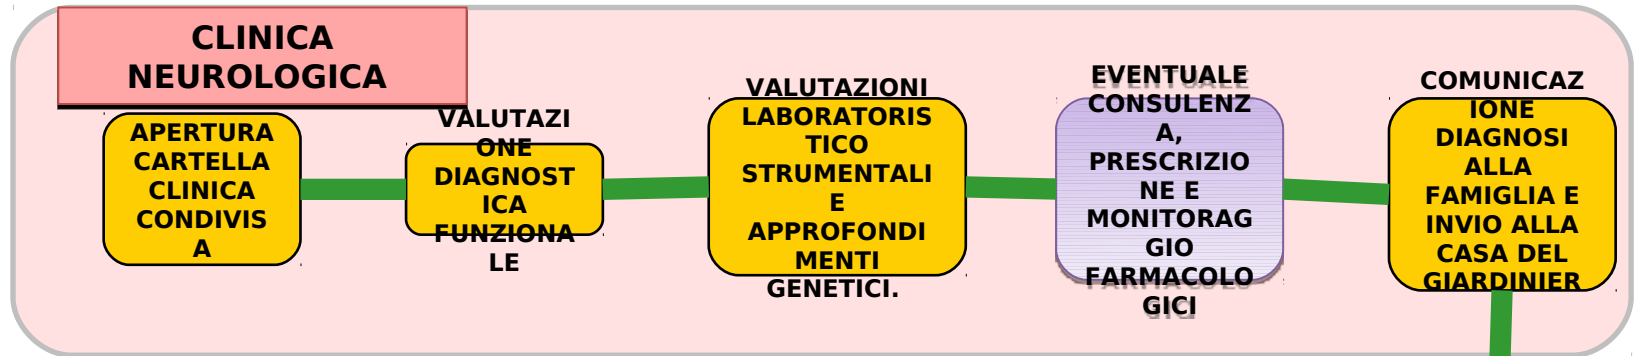 CLINICA
NEUROLOGICA
APERTURA
CARTELLA
CLINICA
CONDIVIS
A
VALUTAZI
ONE
DIAGNOST
ICA
FUNZIONA
LE
VALUTAZIONI
LABORATORIS
TICO
STRUMENTALI
E
APPROFONDI
MENTI
GENETICI.
EVENTUALE
CONSULENZ
A,
PRESCRIZIO
NE E
MONITORAG
GIO
FARMACOLO
GICI
COMUNICAZ
IONE
DIAGNOSI
ALLA
FAMIGLIA E
INVIO ALLA
CASA DEL
GIARDINIER